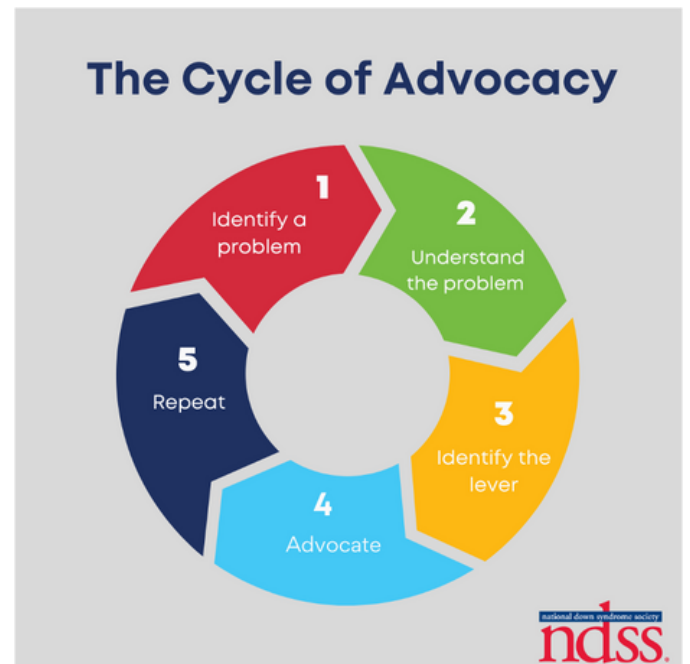 The Cycle of Advocacy
1
Identify a
problem
2
Understand
the problem
3
Identify the
lever
4
Advocate
5
Repeat
national down syndrome society
ndss.